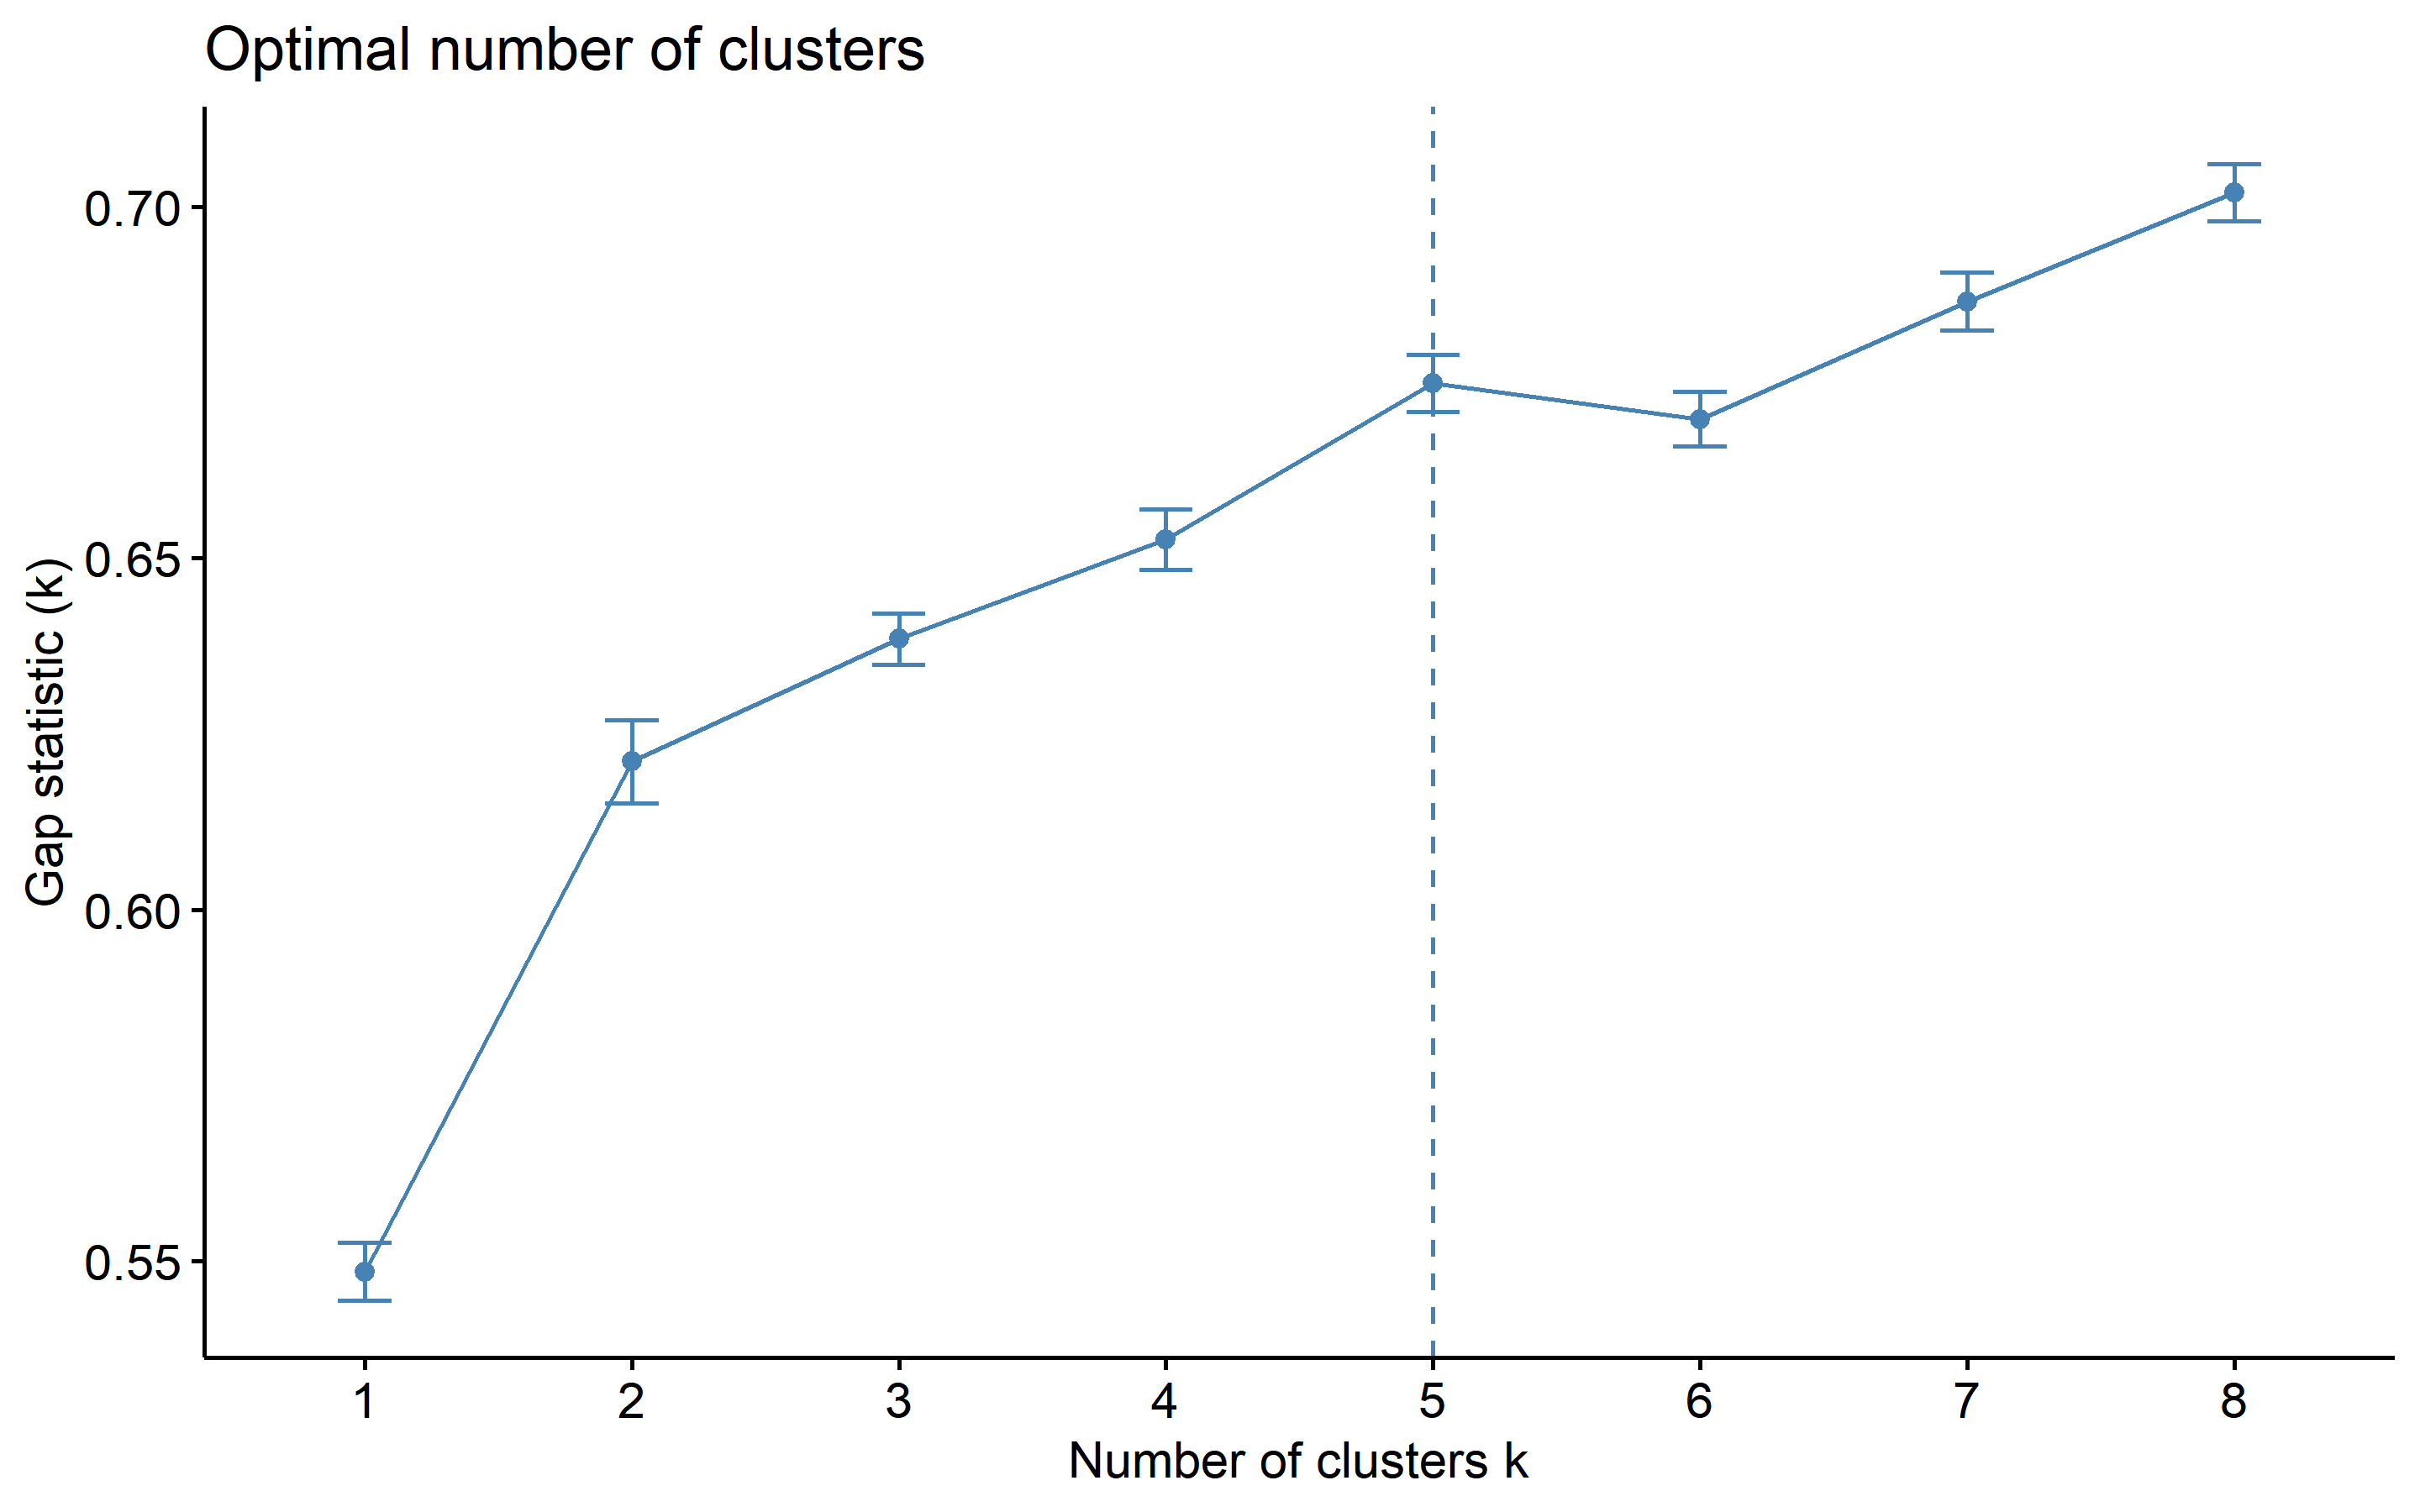 Optimal number of clusters
Gap statistic (k)
0.70
0.65
0.60
0.55
1 2 3 4 5 6 7 8
Number of clusters k